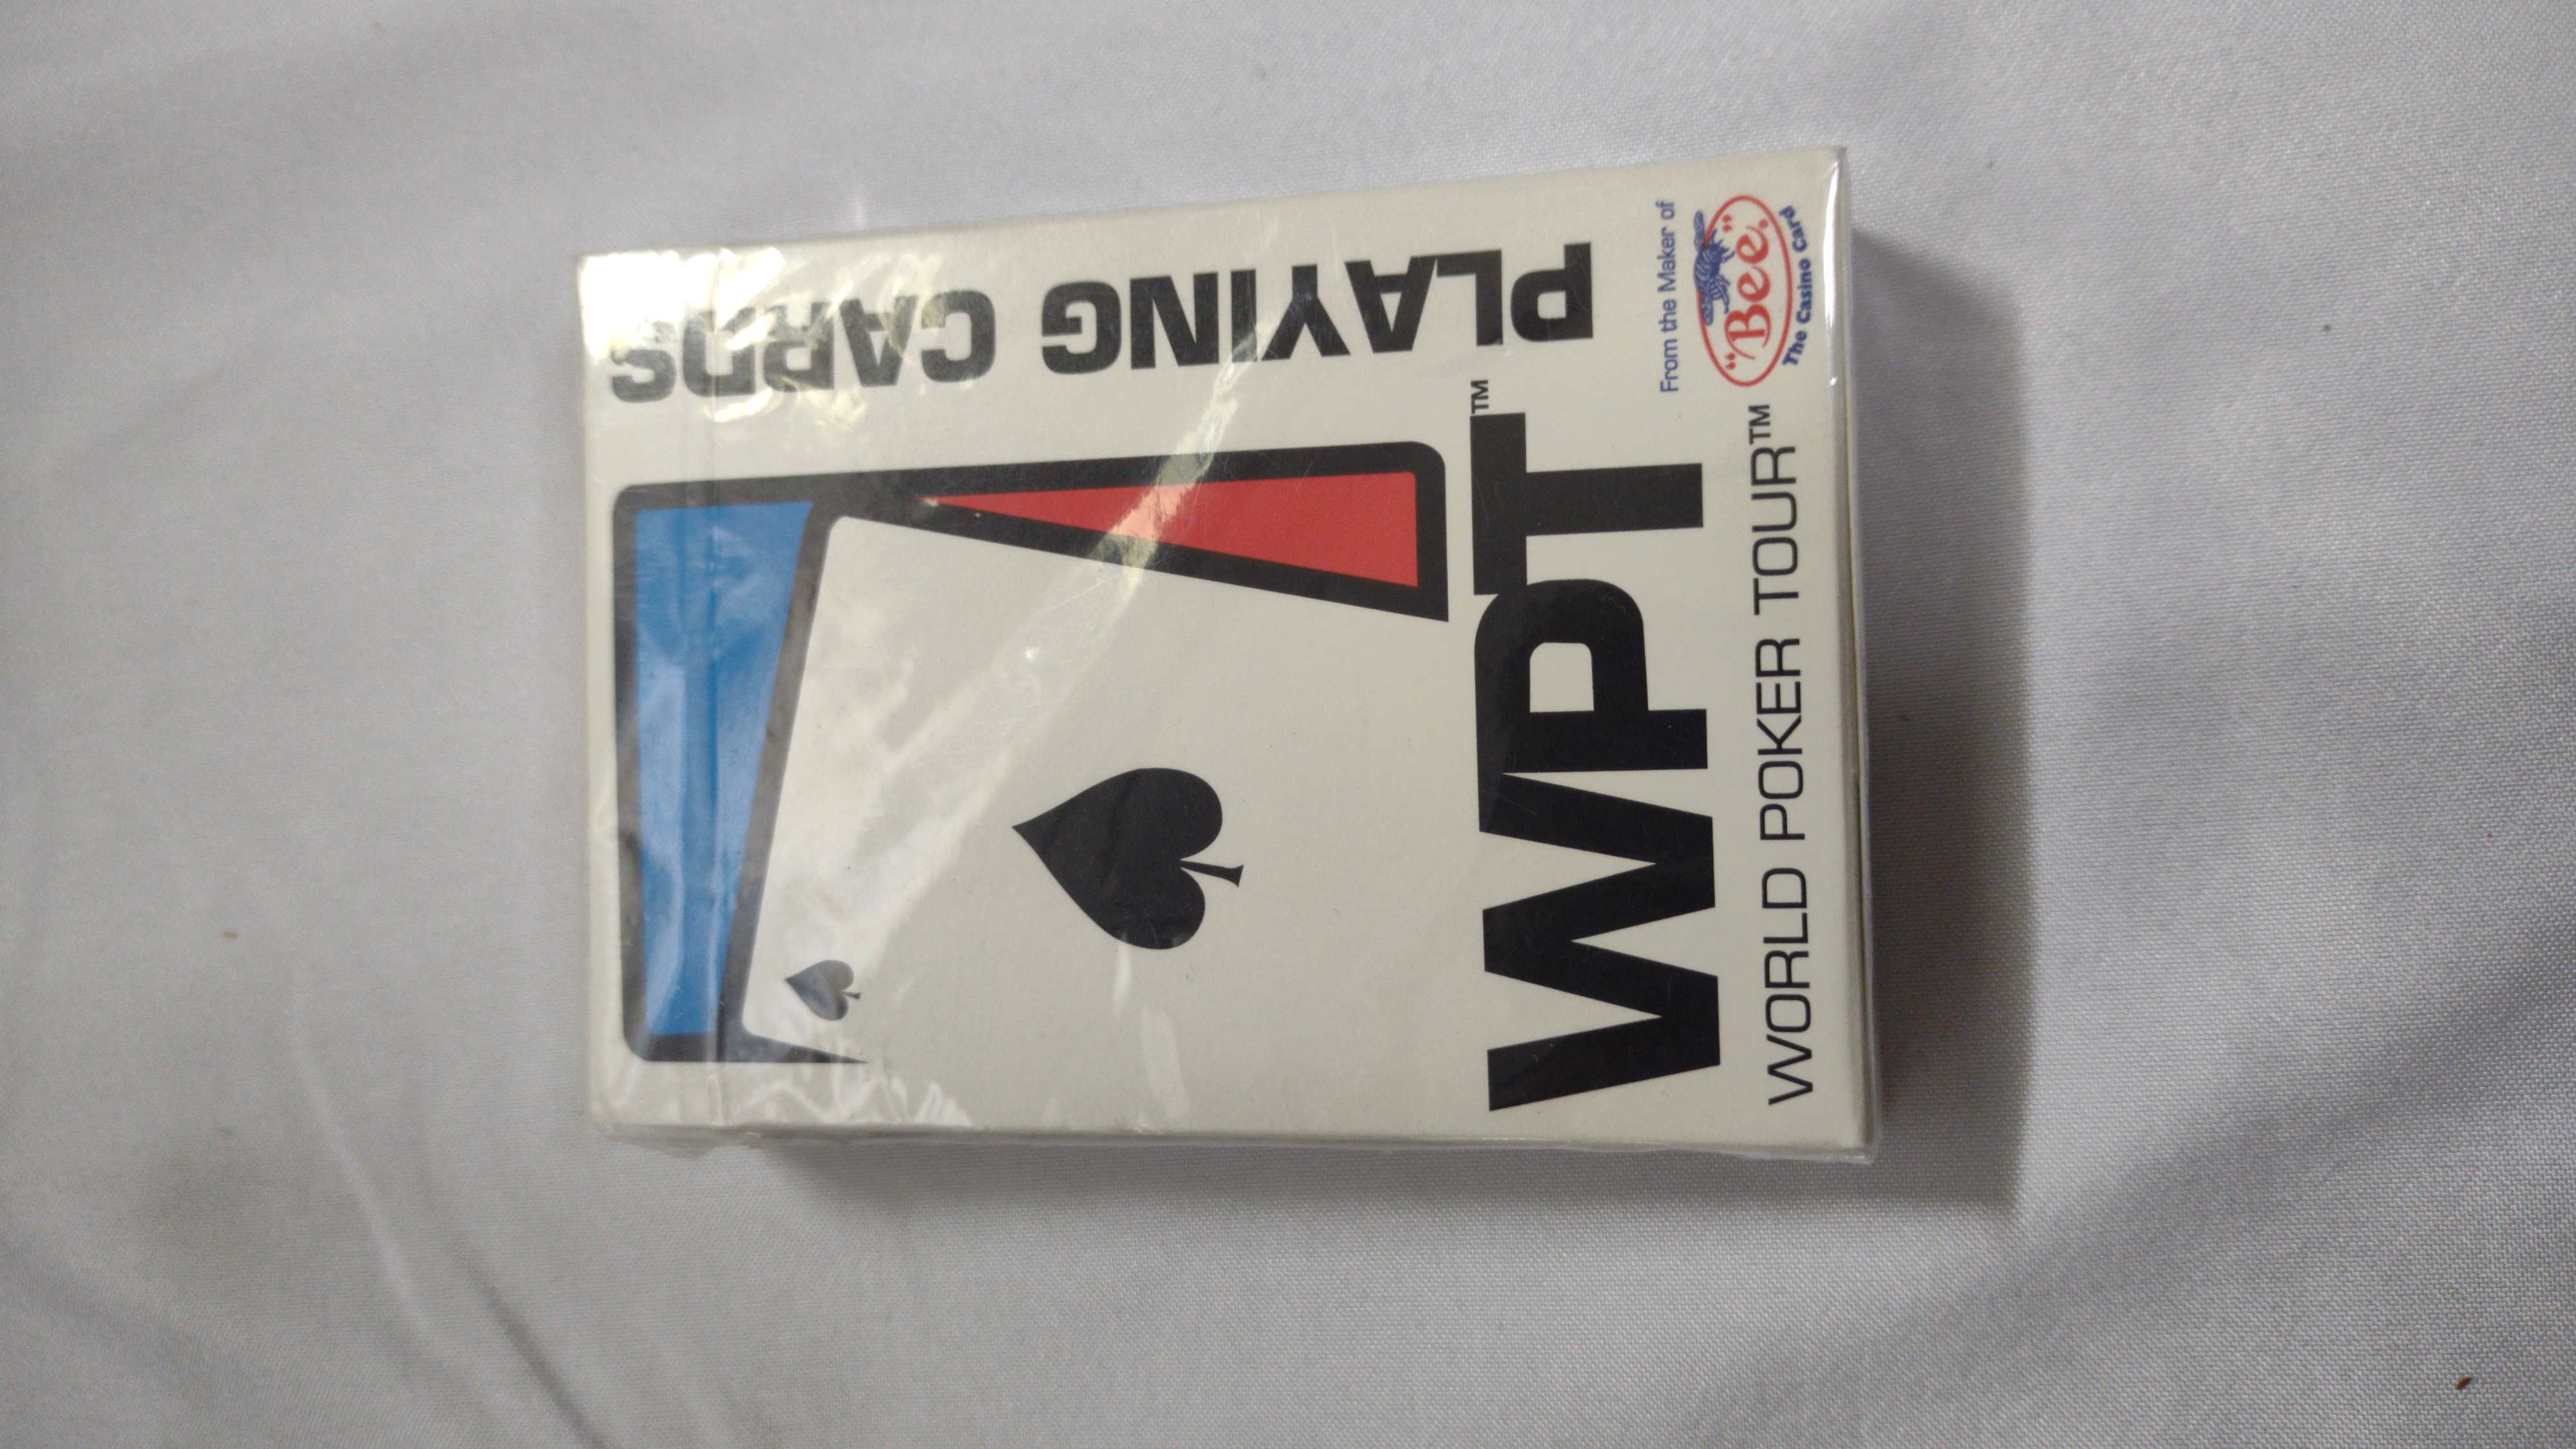 PLAYING CARDS
WPT™
WORLD POKER TOUR™
From the Maker of
"Bee"®
The Casino Card